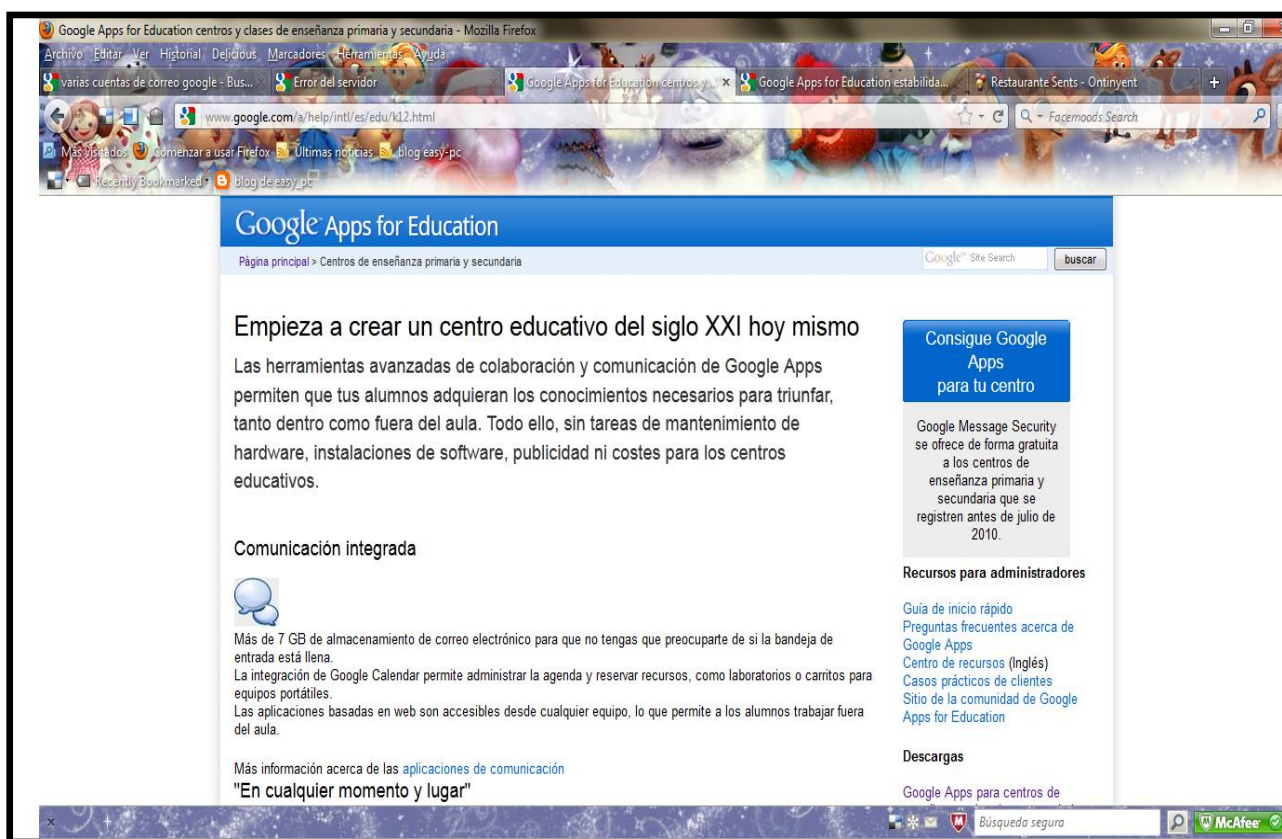 Google Apps for Education centros y clases de enseñanza primaria y secundaria - Mozilla Firefox
Archivo Editar Ver Historial Delicious Marcadores Herramientas Ayuda
varias cuentas de correo google - Bus...
Error del servidor
Google Apps for Education centros y...
Google Apps for Education estabilida...
Restaurante Sents - Ontinyent
www.google.com/a/help/intl/es/edu/k12.html
Facemoods Search
Más visitados Comenzar a usar Firefox Últimas noticias blog easy-pc
Recently Bookmarked blog de easy_pc
Google Apps for Education
Página principal > Centros de enseñanza primaria y secundaria
Google™ Site Search
buscar
Empieza a crear un centro educativo del siglo XXI hoy mismo
Las herramientas avanzadas de colaboración y comunicación de Google Apps
permiten que tus alumnos adquieran los conocimientos necesarios para triunfar,
tanto dentro como fuera del aula. Todo ello, sin tareas de mantenimiento de
hardware, instalaciones de software, publicidad ni costes para los centros
educativos.
Comunicación integrada
Más de 7 GB de almacenamiento de correo electrónico para que no tengas que preocuparte de si la bandeja de
entrada está llena.
La integración de Google Calendar permite administrar la agenda y reservar recursos, como laboratorios o carritos para
equipos portátiles.
Las aplicaciones basadas en web son accesibles desde cualquier equipo, lo que permite a los alumnos trabajar fuera
del aula.
Más información acerca de las aplicaciones de comunicación
"En cualquier momento y lugar"
Consigue Google
Apps
para tu centro
Google Message Security
se ofrece de forma gratuita
a los centros de
enseñanza primaria y
secundaria que se
registren antes de julio de
2010.
Recursos para administradores
Guía de inicio rápido
Preguntas frecuentes acerca de
Google Apps
Centro de recursos (Inglés)
Casos prácticos de clientes
Sitio de la comunidad de Google
Apps for Education
Descargas
Google Apps para centros de
Búsqueda segura
McAfee